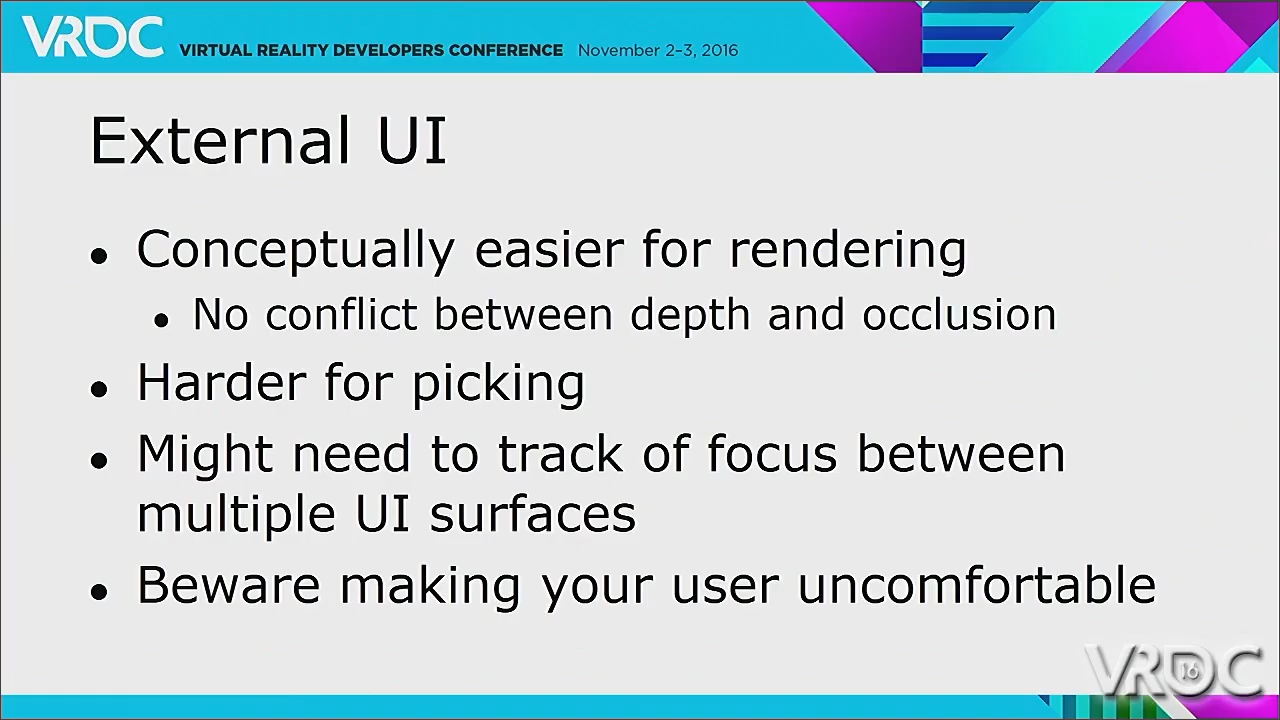 VRDC VIRTUAL REALITY DEVELOPERS CONFERENCE November 2-3, 2016
External UI
• Conceptually easier for rendering
• No conflict between depth and occlusion
• Harder for picking
• Might need to track of focus between
multiple UI surfaces
• Beware making your user uncomfortable
VRDC 16